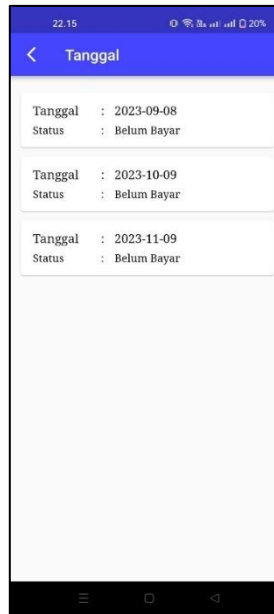 22.15 20%
Tanggal
Tanggal : 2023-09-08
Status : Belum Bayar
Tanggal : 2023-10-09
Status : Belum Bayar
Tanggal : 2023-11-09
Status : Belum Bayar